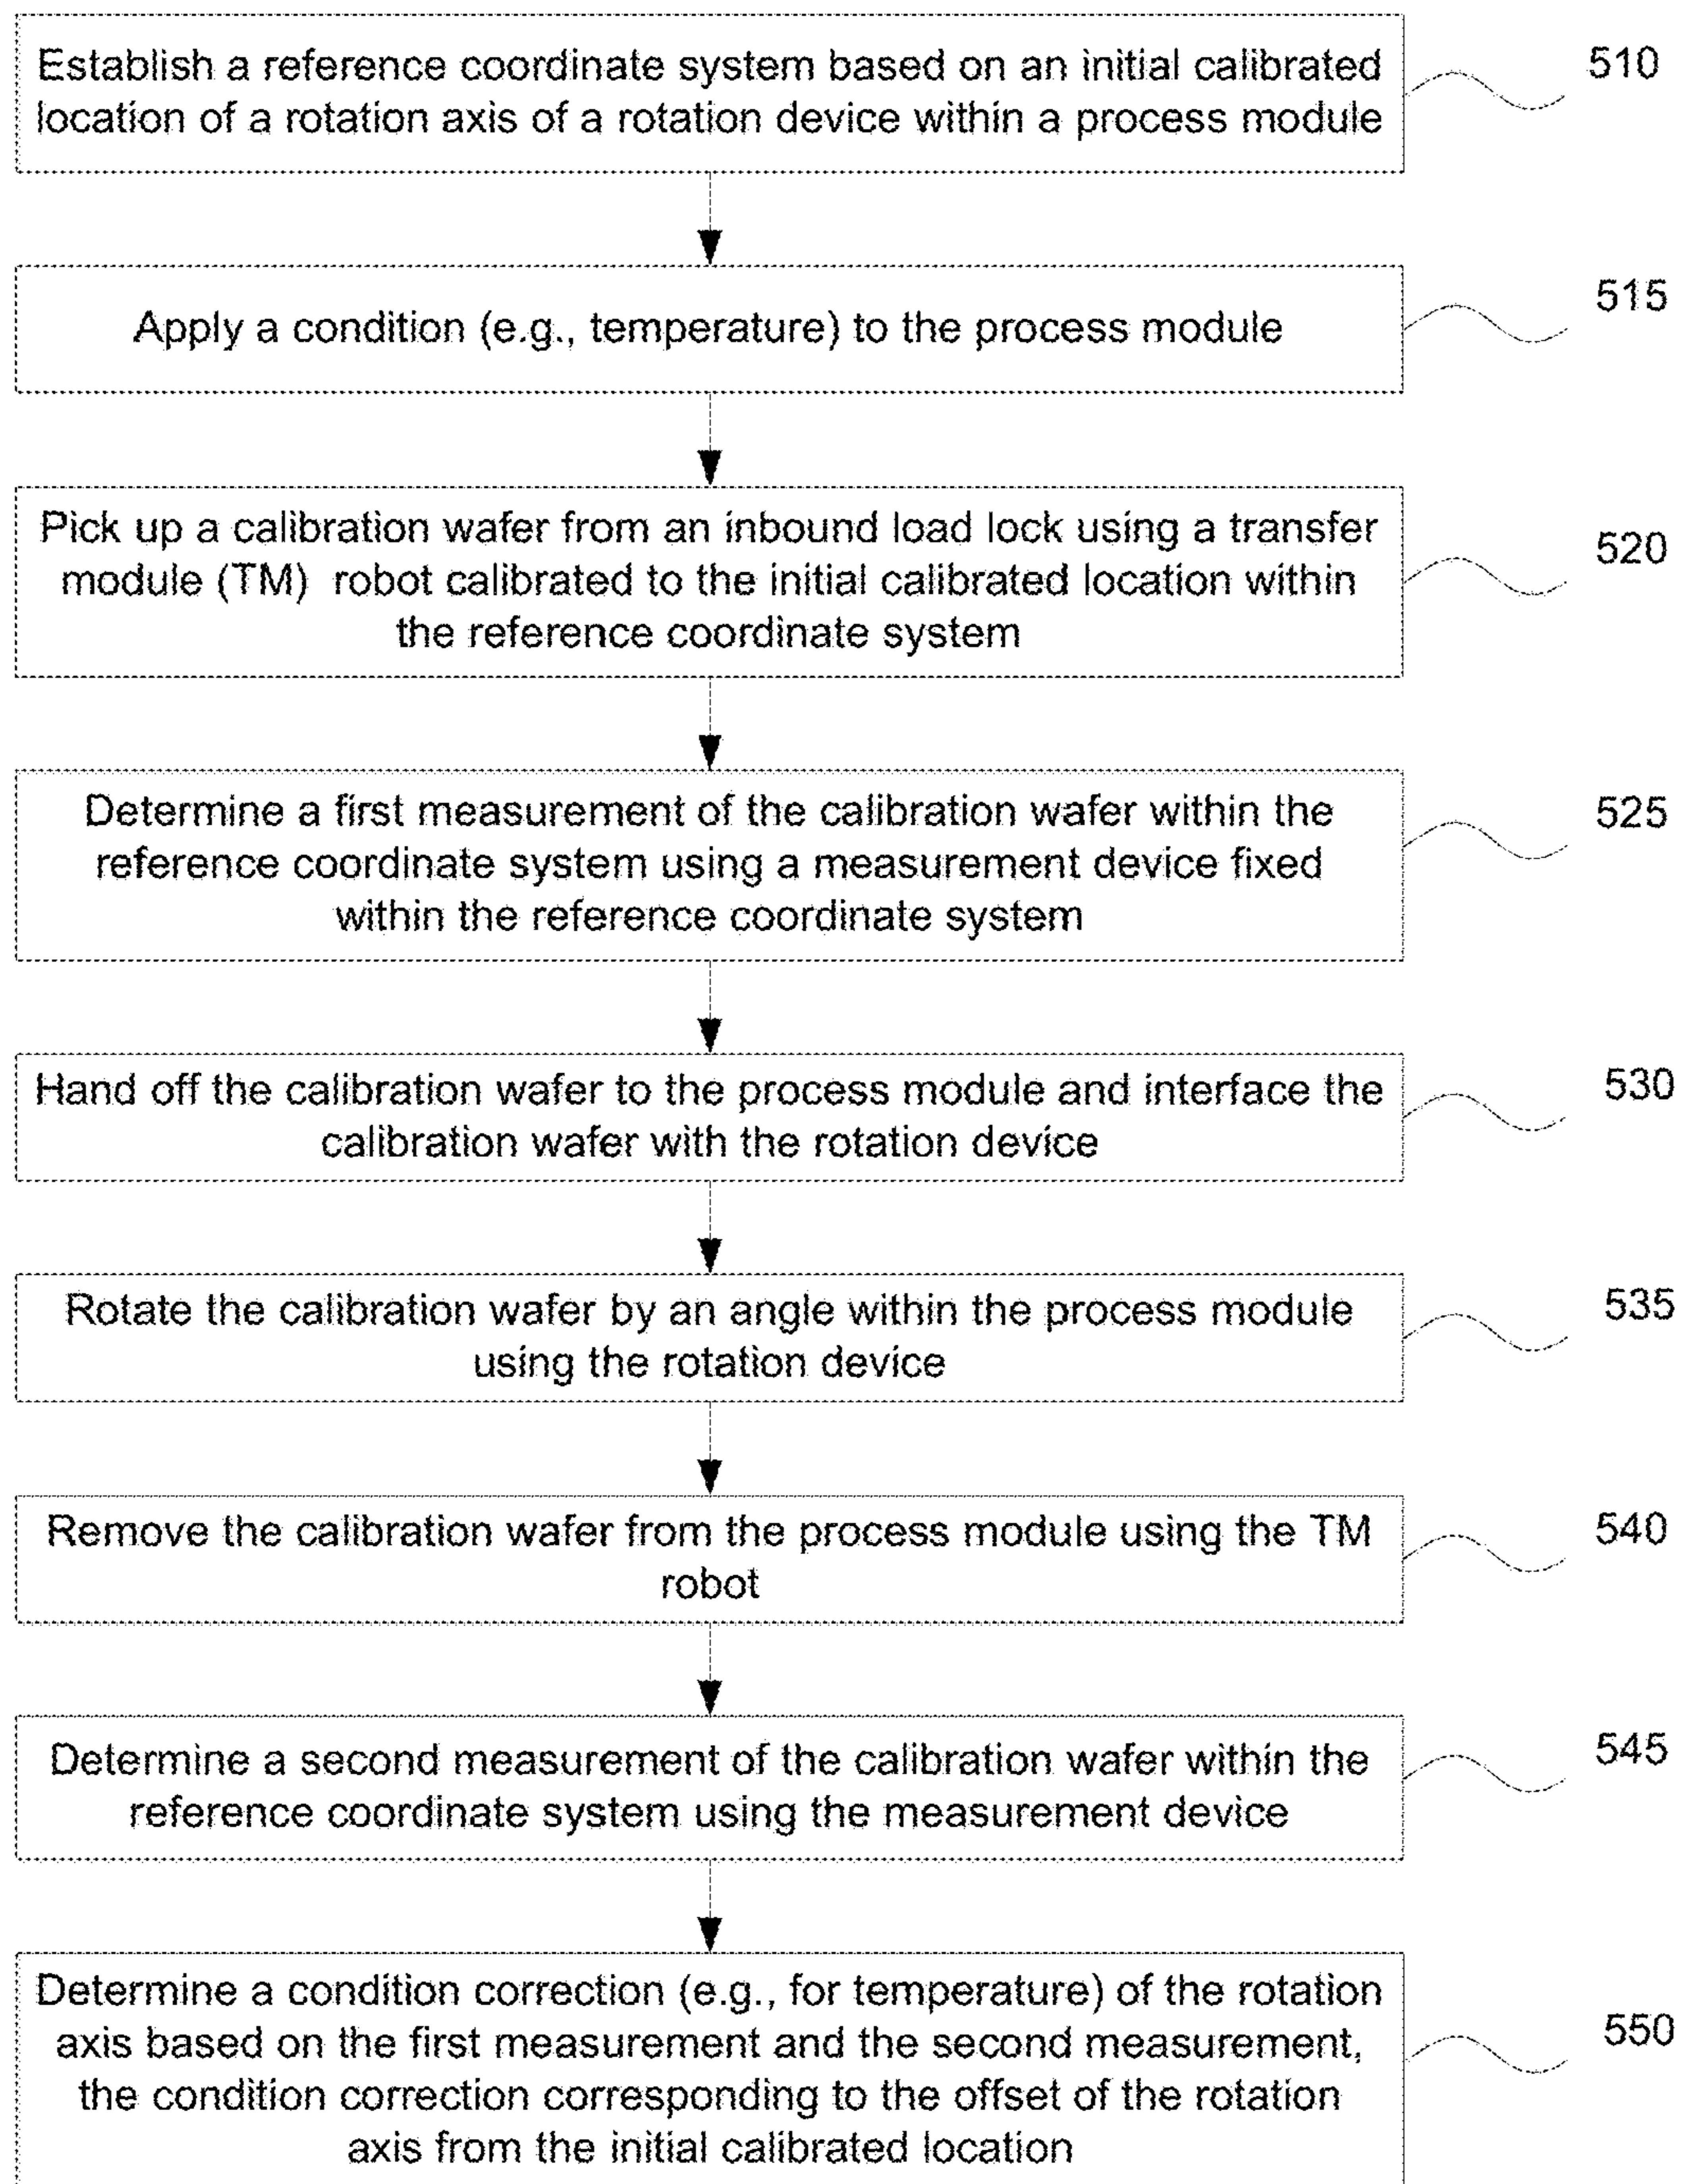 Establish a reference coordinate system based on an initial calibrated
location of a rotation axis of a rotation device within a process module
510
Apply a condition (e.g., temperature) to the process module
515
Pick up a calibration wafer from an inbound load lock using a transfer
module (TM) robot calibrated to the initial calibrated location within
the reference coordinate system
520
Determine a first measurement of the calibration wafer within the
reference coordinate system using a measurement device fixed
within the reference coordinate system
525
Hand off the calibration wafer to the process module and interface the
calibration wafer with the rotation device
530
Rotate the calibration wafer by an angle within the process module
using the rotation device
535
Remove the calibration wafer from the process module using the TM
robot
540
Determine a second measurement of the calibration wafer within the
reference coordinate system using the measurement device
545
Determine a condition correction (e.g., for temperature) of the rotation
axis based on the first measurement and the second measurement,
the condition correction corresponding to the offset of the rotation
axis from the initial calibrated location
550